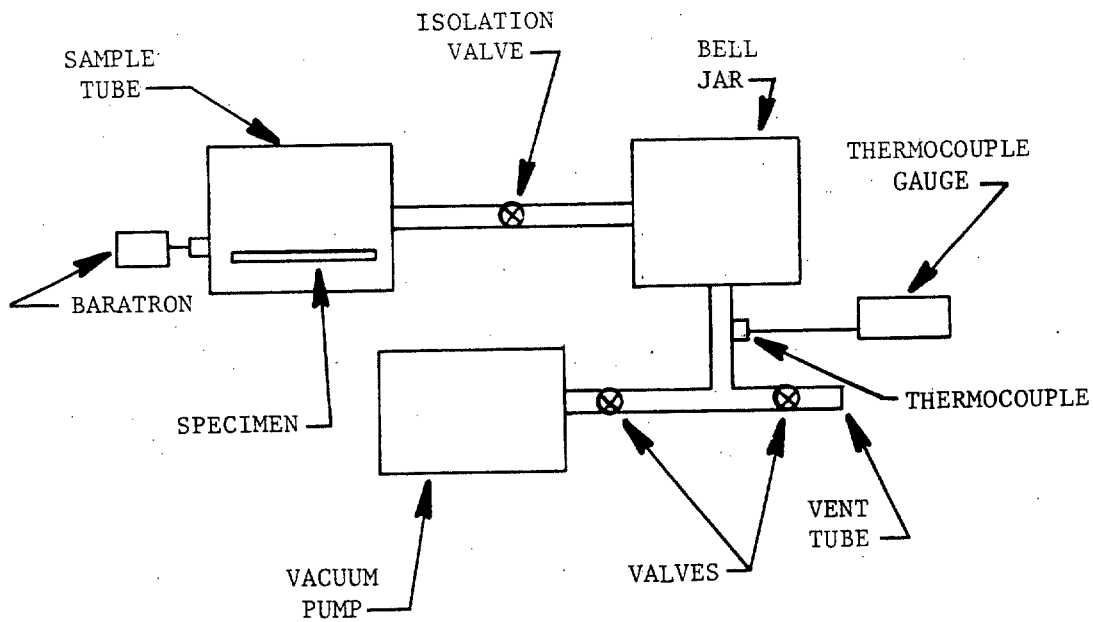 ISOLATION
VALVE
SAMPLE
TUBE
BELL
JAR
THERMOCOUPLE
GAUGE
BARATRON
SPECIMEN
THERMOCOUPLE
VENT
TUBE
VALVES
VACUUM
PUMP